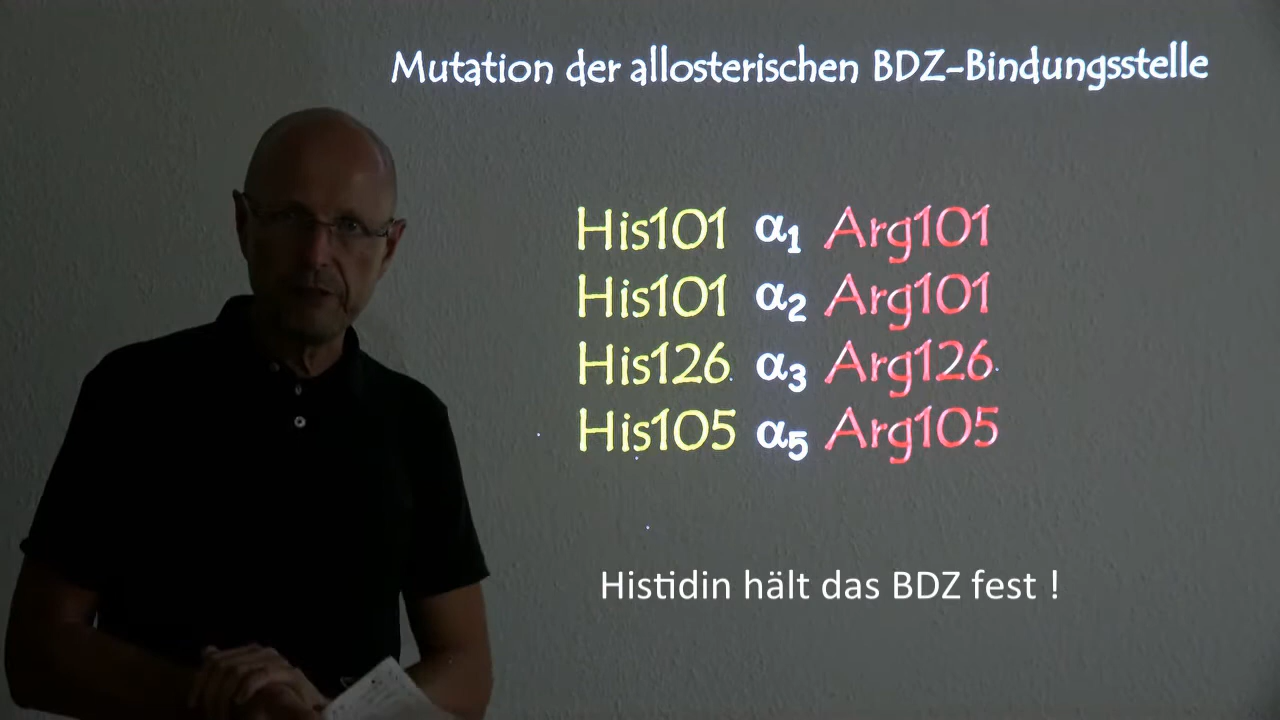 Mutation der allosterischen BDZ-Bindungsstelle
His101 α₁ Arg101
His101 α₂ Arg101
His126 α₃ Arg126
His105 α₅ Arg105
Histidin hält das BDZ fest !